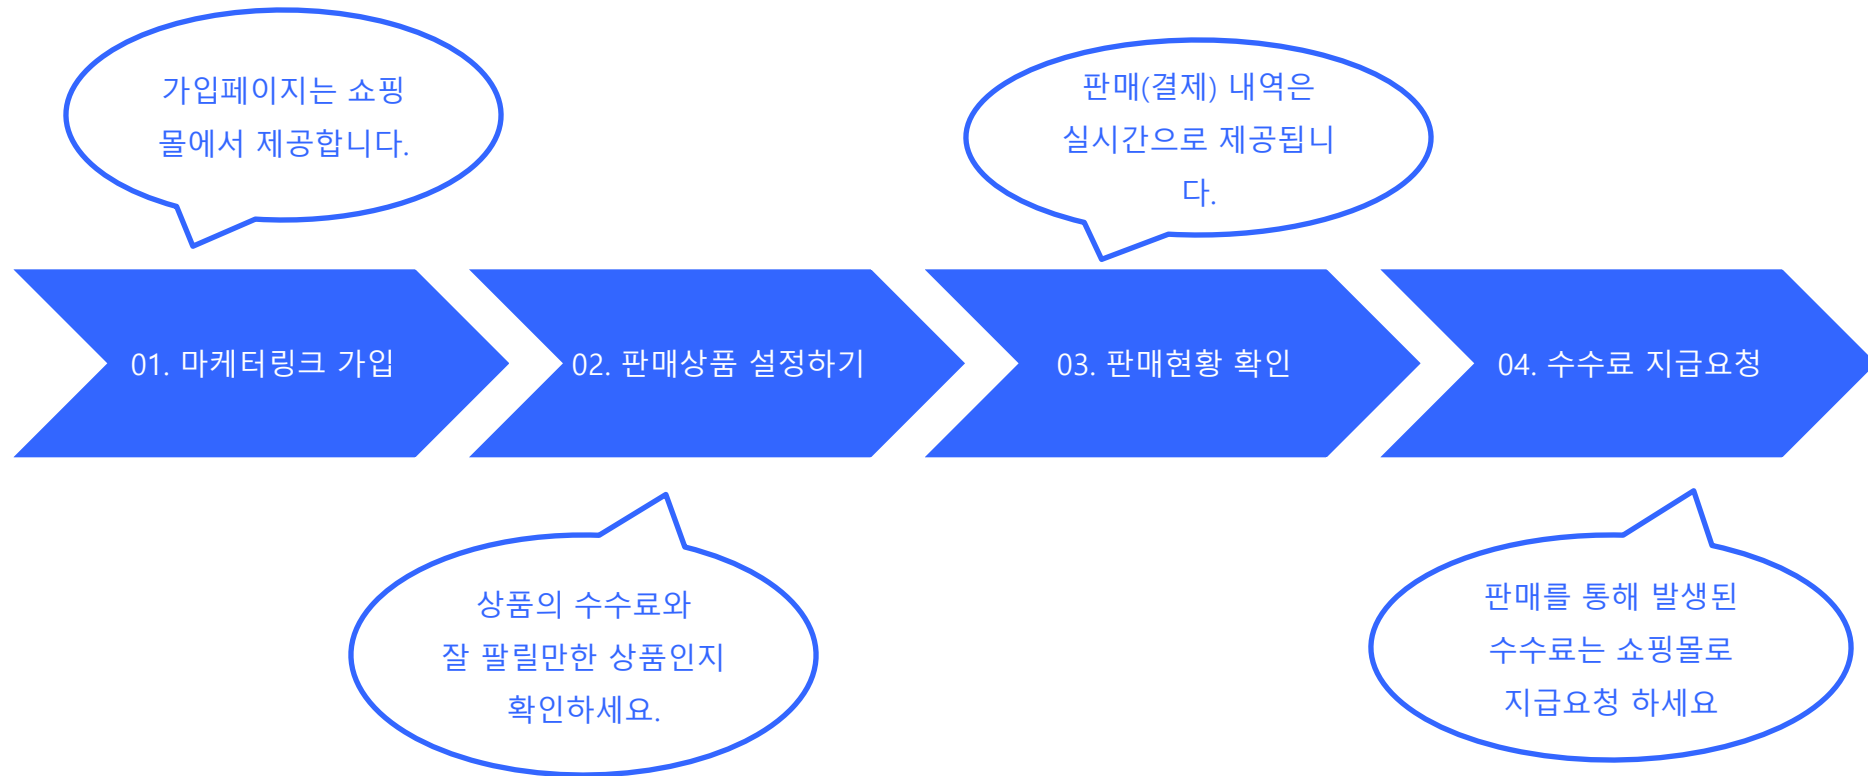 가입페이지는 쇼핑
몰에서 제공합니다.
판매(결제) 내역은
실시간으로 제공됩니
다.
01. 마케터링크 가입
02. 판매상품 설정하기
03. 판매현황 확인
04. 수수료 지급요청
상품의 수수료와
잘 팔릴만한 상품인지
확인하세요.
판매를 통해 발생된
수수료는 쇼핑몰로
지급요청 하세요